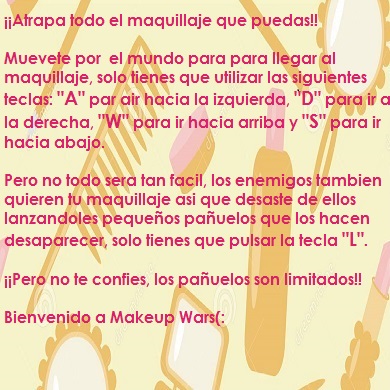 ¡¡Atrapa todo el maquillaje que puedas!!
Muevete por el mundo para para llegar al
maquillaje, solo tienes que utilizar las siguientes
teclas: "A" par air hacia la izquierda, "D" para ir a
la derecha, "W" para ir hacia arriba y "S" para ir
hacia abajo.
Pero no todo sera tan facil, los enemigos tambien
quieren tu maquillaje asi que desaste de ellos
lanzandoles pequeños pañuelos que los hacen
desaparecer, solo tienes que pulsar la tecla "L".
¡¡Pero no te confies, los pañuelos son limitados!!
Bienvenido a Makeup Wars(: